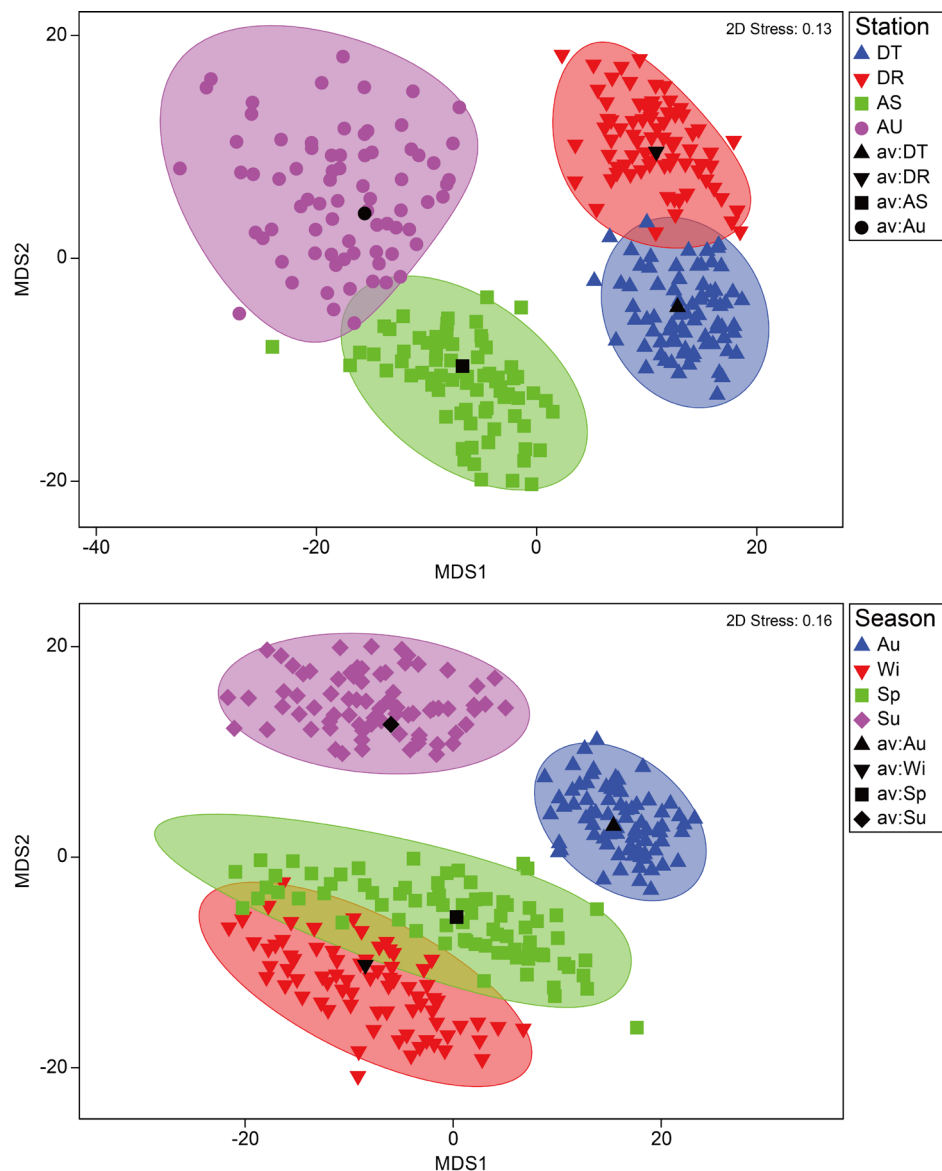 2D Stress: 0.13
Station
DT
DR
AS
AU
av:DT
av:DR
av:AS
av:Au
20
0
-20
MDS2
-40
-20
0
20
MDS1
2D Stress: 0.16
Season
Au
Wi
Sp
Su
av:Au
av:Wi
av:Sp
av:Su
20
0
-20
MDS2
-20
0
20
MDS1